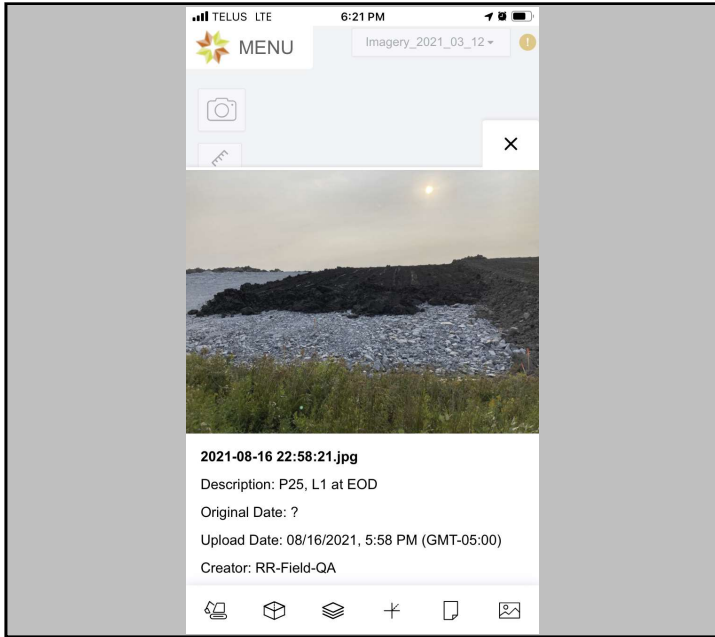 TELUS LTE 6:21 PM
MENU
Imagery_2021_03_12
!
2021-08-16 22:58:21.jpg
Description: P25, L1 at EOD
Original Date: ?
Upload Date: 08/16/2021, 5:58 PM (GMT-05:00)
Creator: RR-Field-QA